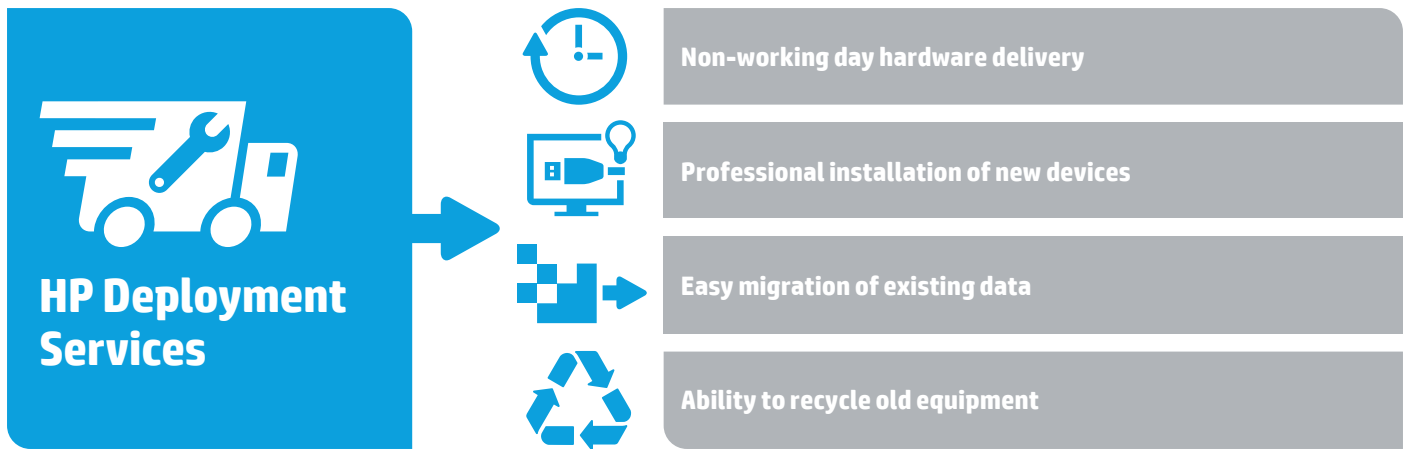 HP Deployment
Services
Non-working day hardware delivery
Professional installation of new devices
Easy migration of existing data
Ability to recycle old equipment